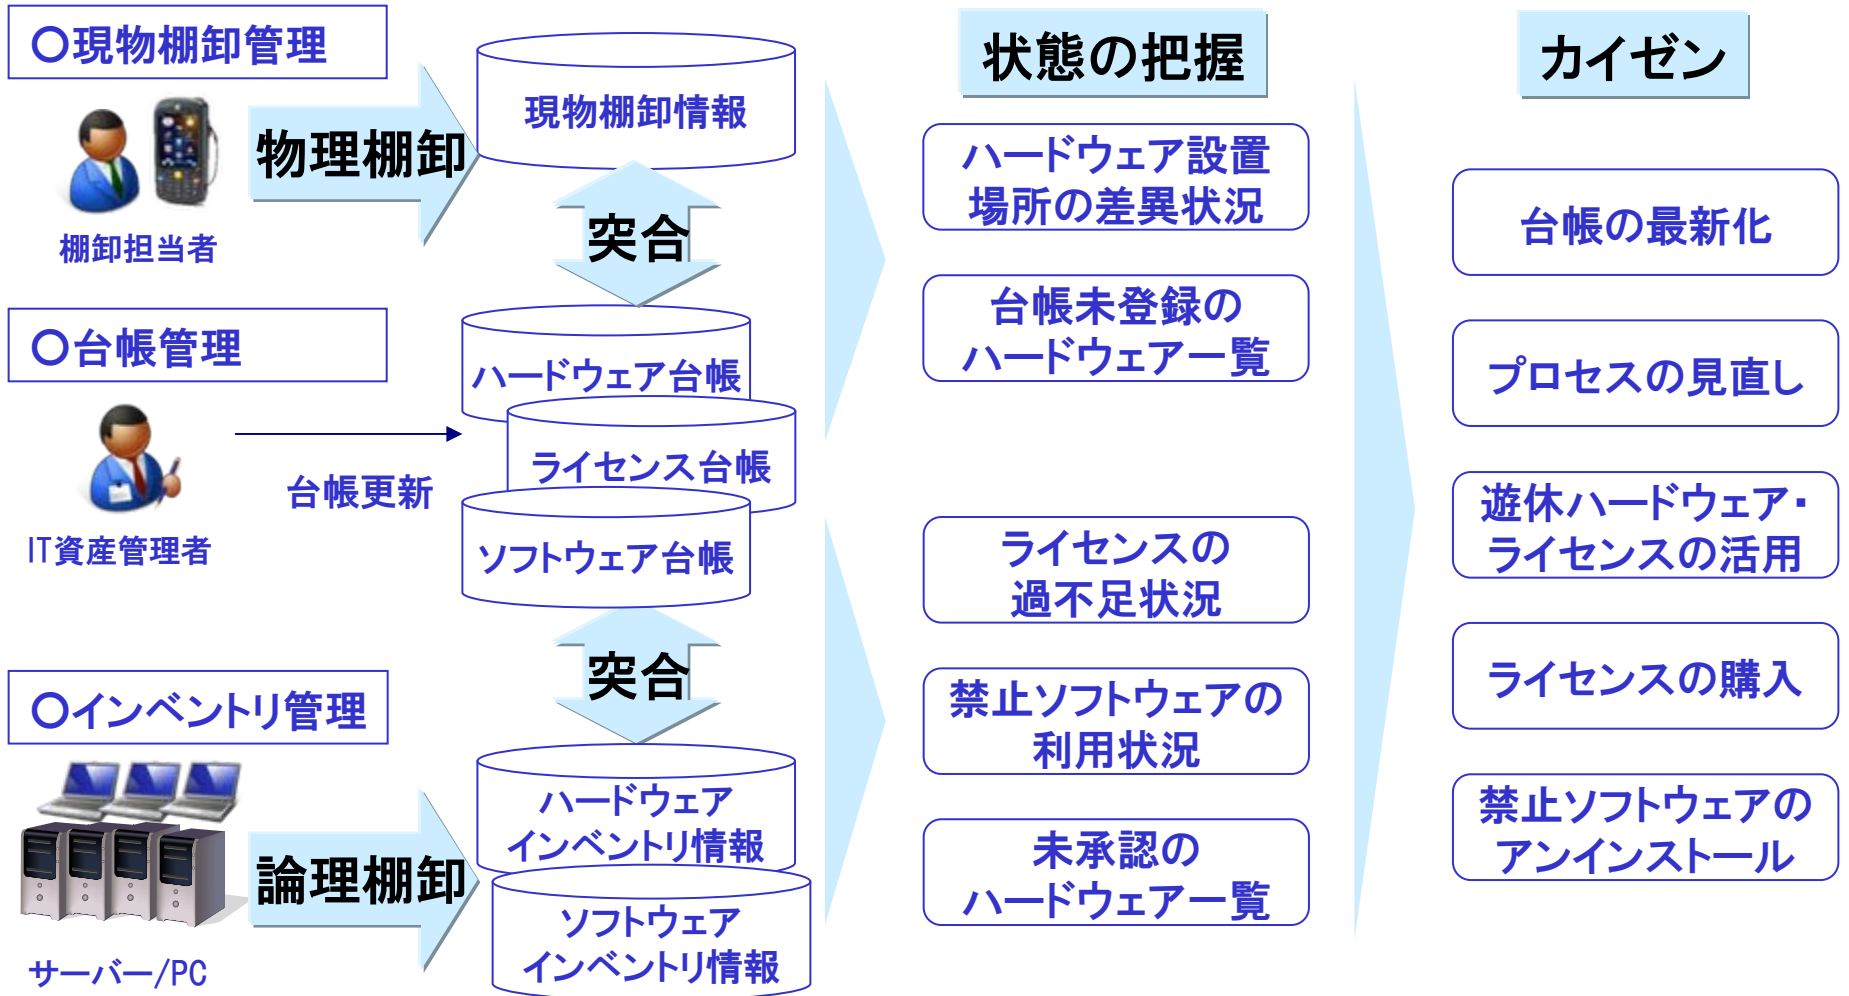 〇現物棚卸管理
棚卸担当者
物理棚卸
現物棚卸情報
突合
〇台帳管理
IT資産管理者
台帳更新
ハードウェア台帳
ライセンス台帳
ソフトウェア台帳
突合
〇インベントリ管理
サーバー/PC
論理棚卸
ハードウェア
インベントリ情報
ソフトウェア
インベントリ情報
状態の把握
ハードウェア設置
場所の差異状況
台帳未登録の
ハードウェア一覧
ライセンスの
過不足状況
禁止ソフトウェアの
利用状況
未承認の
ハードウェア一覧
カイゼン
台帳の最新化
プロセスの見直し
遊休ハードウェア・
ライセンスの活用
ライセンスの購入
禁止ソフトウェアの
アンインストール